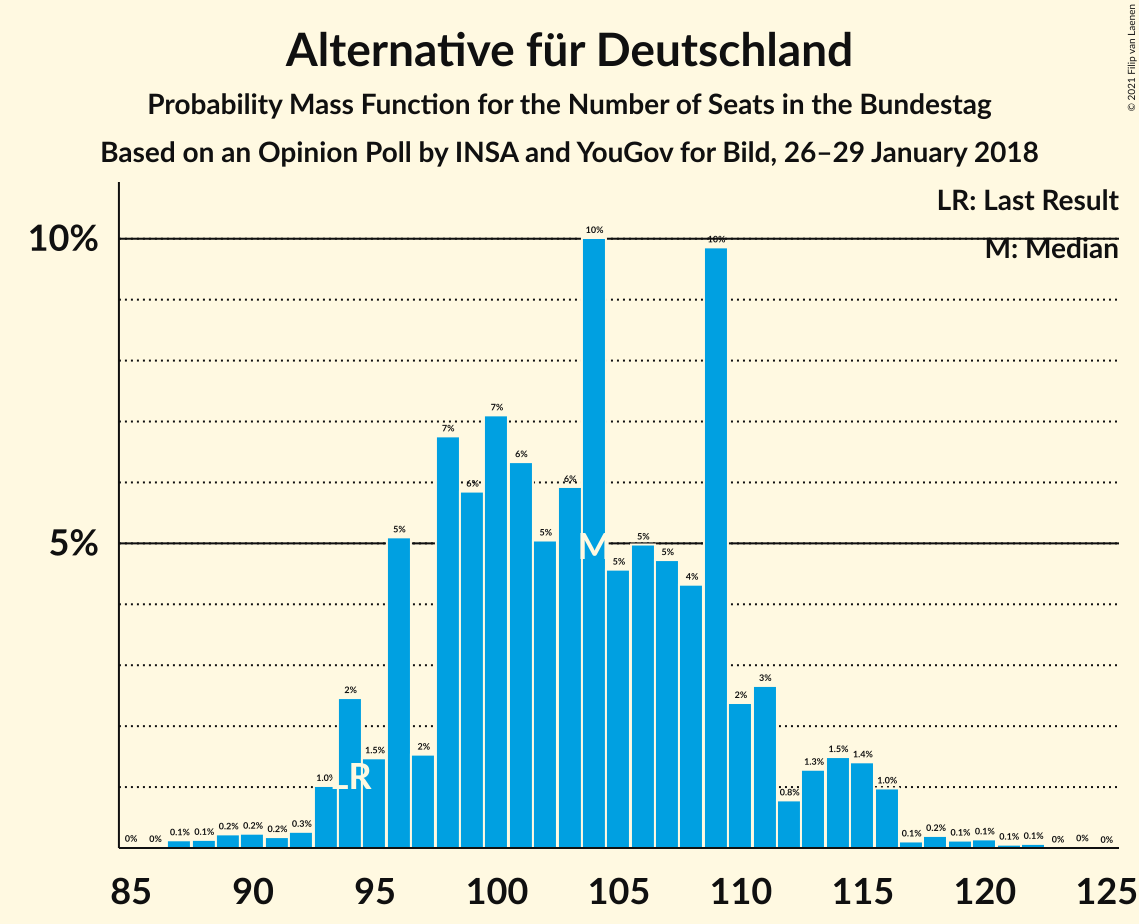 Alternative für Deutschland
Probability Mass Function for the Number of Seats in the Bundestag
Based on an Opinion Poll by INSA and YouGov for Bild, 26–29 January 2018
© 2021 Filip van Laenen
LR: Last Result
M: Median
10%
5%
0% 0% 0.1% 0.1% 0.2% 0.2% 0.2% 0.3% 1.0% 2% 1.5% 5% 2% 7% 6% 7% 6% 5% 6% 10% 5% 5% 5% 4% 10% 2% 3% 0.8% 1.3% 1.5% 1.4% 1.0% 0.1% 0.2% 0.1% 0.1% 0.1% 0.1% 0% 0% 0%
LR
M
85 90 95 100 105 110 115 120 125